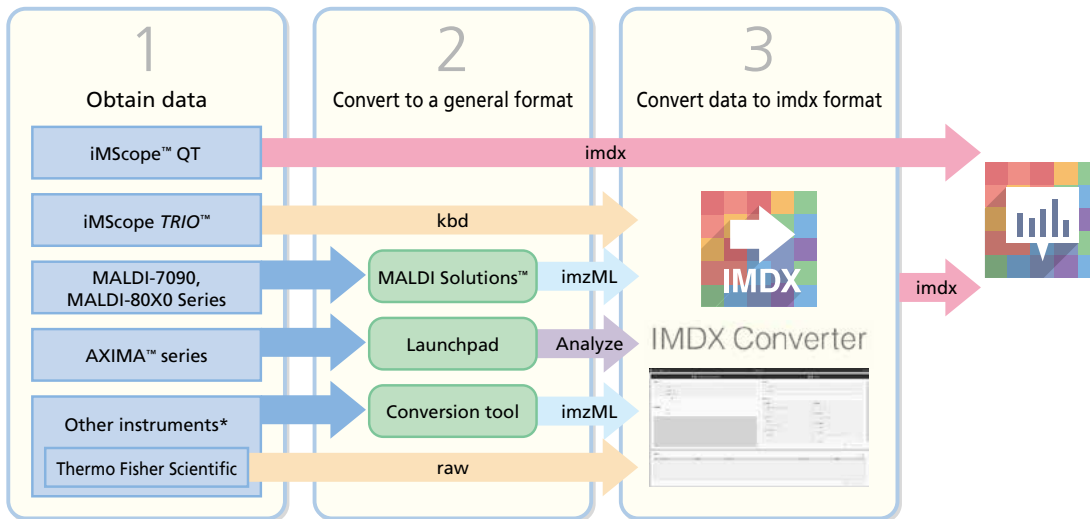 1
Obtain data
2
Convert to a general format
3
Convert data to imdx format
iMScope™ QT
imdx
iMScope TRIO™
kbd
MALDI-7090,
MALDI-80X0 Series
MALDI Solutions™
imzML
AXIMA™ series
Launchpad
Analyze
Other instruments*
Conversion tool
imzML
Thermo Fisher Scientific
raw
IMDX
IMDX Converter
imdx